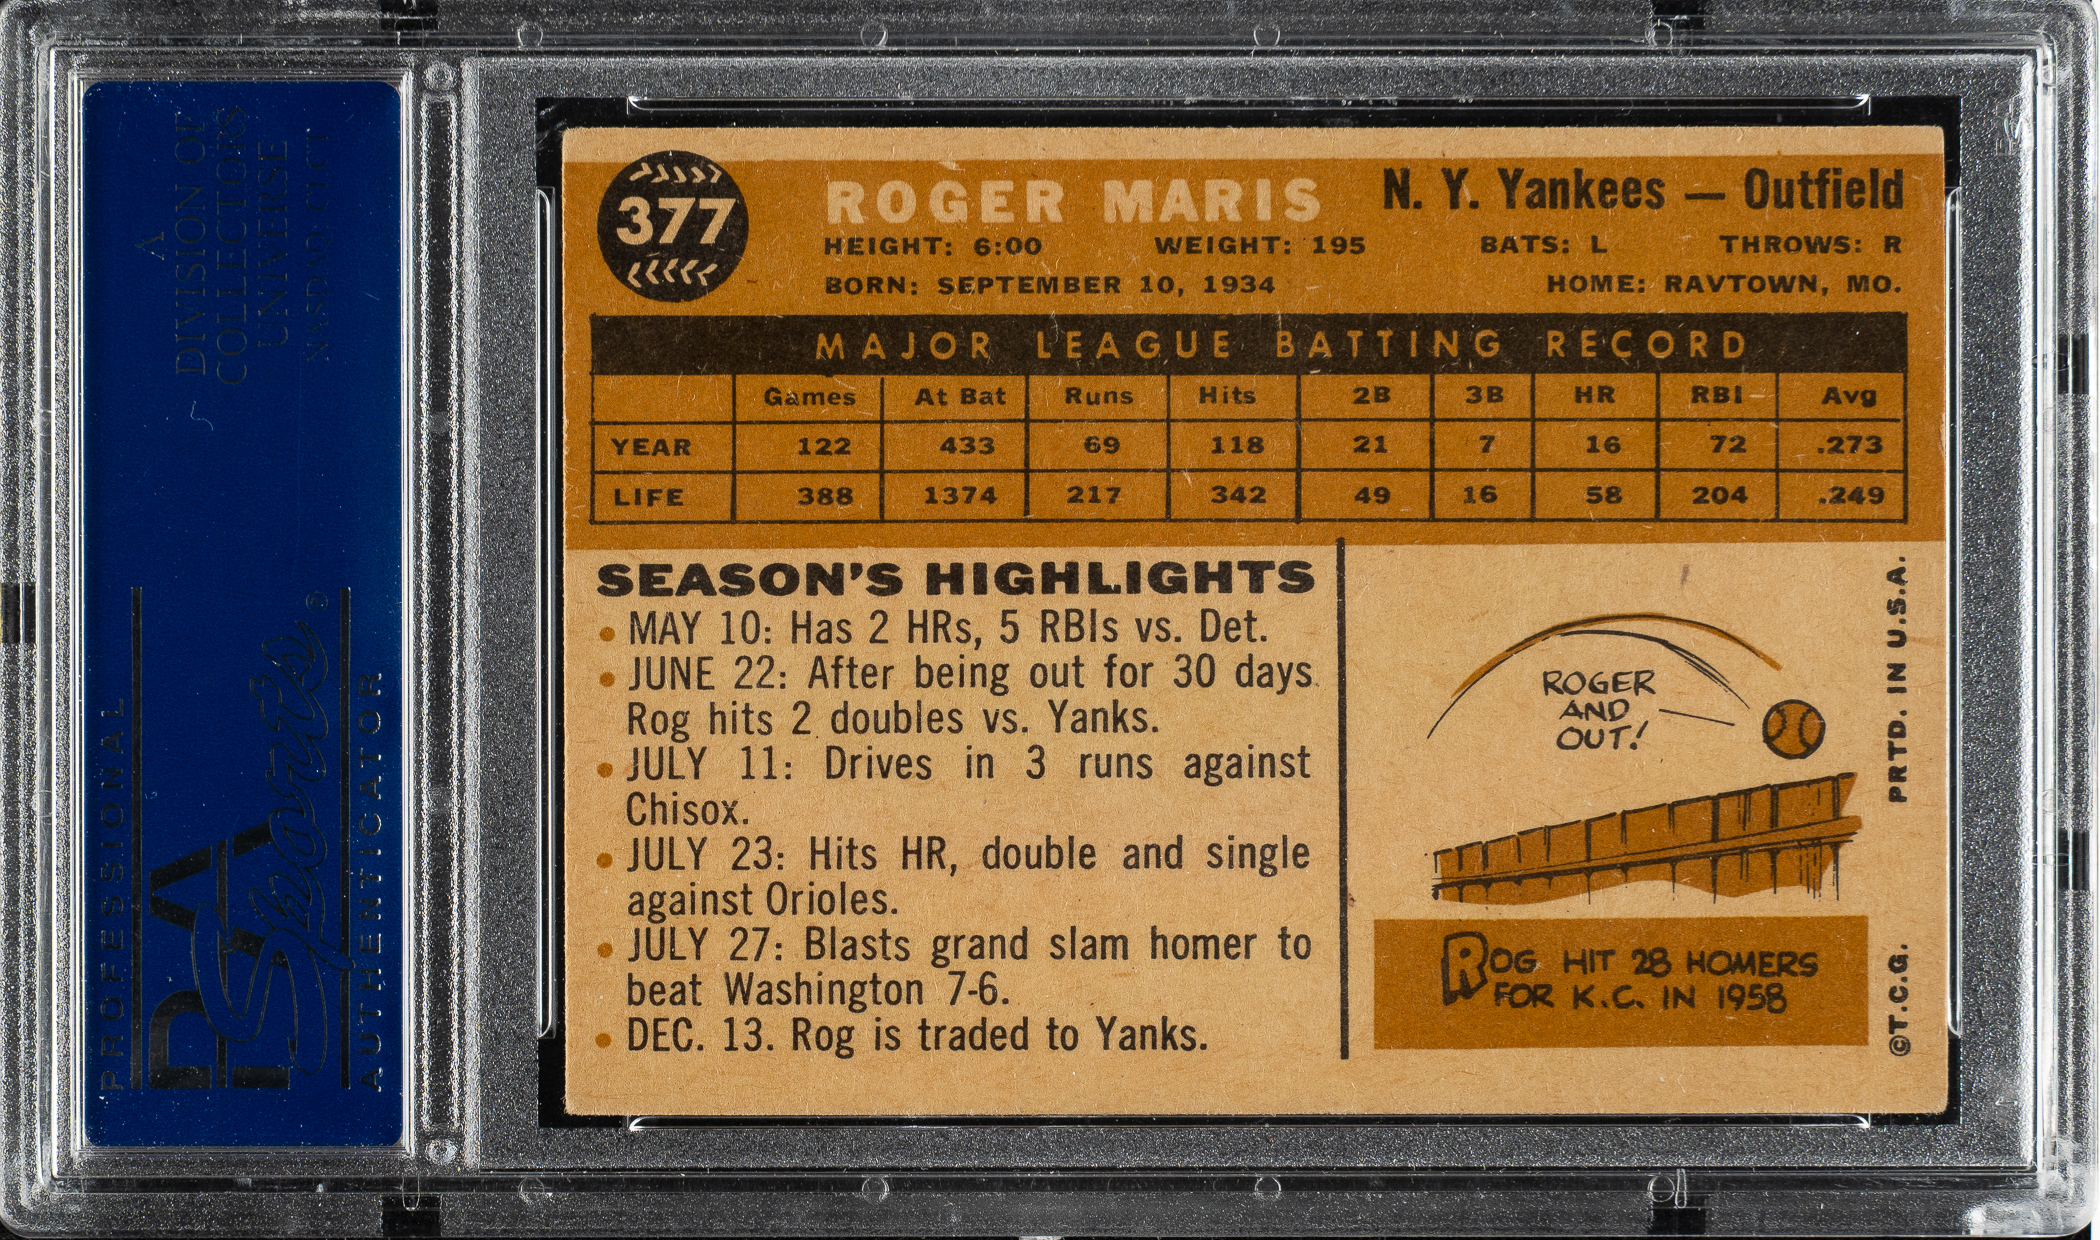 A
DIVISION OF
COLLECTORS
UNIVERSE
NASDAQ CLCT
PROFESSIONAL
PSA
Sports®
AUTHENTICATOR
377
ROGER MARIS
N. Y. Yankees — Outfield
HEIGHT: 6:00 WEIGHT: 195 BATS: L THROWS: R
BORN: SEPTEMBER 10, 1934 HOME: RAVTOWN, MO.
MAJOR LEAGUE BATTING RECORD
Games At Bat Runs Hits 2B 3B HR RBI Avg
YEAR 122 433 69 118 21 7 16 72 .273
LIFE 388 1374 217 342 49 16 58 204 .249
SEASON'S HIGHLIGHTS
• MAY 10: Has 2 HRs, 5 RBIs vs. Det.
• JUNE 22: After being out for 30 days
Rog hits 2 doubles vs. Yanks.
• JULY 11: Drives in 3 runs against
Chisox.
• JULY 23: Hits HR, double and single
against Orioles.
• JULY 27: Blasts grand slam homer to
beat Washington 7-6.
• DEC. 13. Rog is traded to Yanks.
ROGER
AND
OUT!
ROG HIT 28 HOMERS
FOR K.C. IN 1958
©T.C.G. PRTD. IN U.S.A.